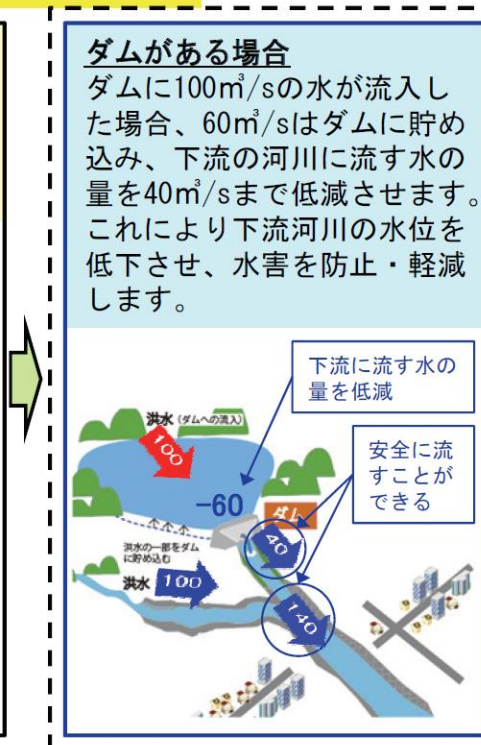 ダムがある場合
ダムに100㎥/sの水が流入し
た場合、60㎥/sはダムに貯め
込み、下流の河川に流す水の
量を40㎥/sまで低減させます。
これにより下流河川の水位を
低下させ、水害を防止・軽減
します。
下流に流す水の
量を低減
洪水(ダムへの流入)
100
安全に流
すことが
できる
-60
ダム
洪水の一部をダム
に貯め込む
40
洪水
100
140